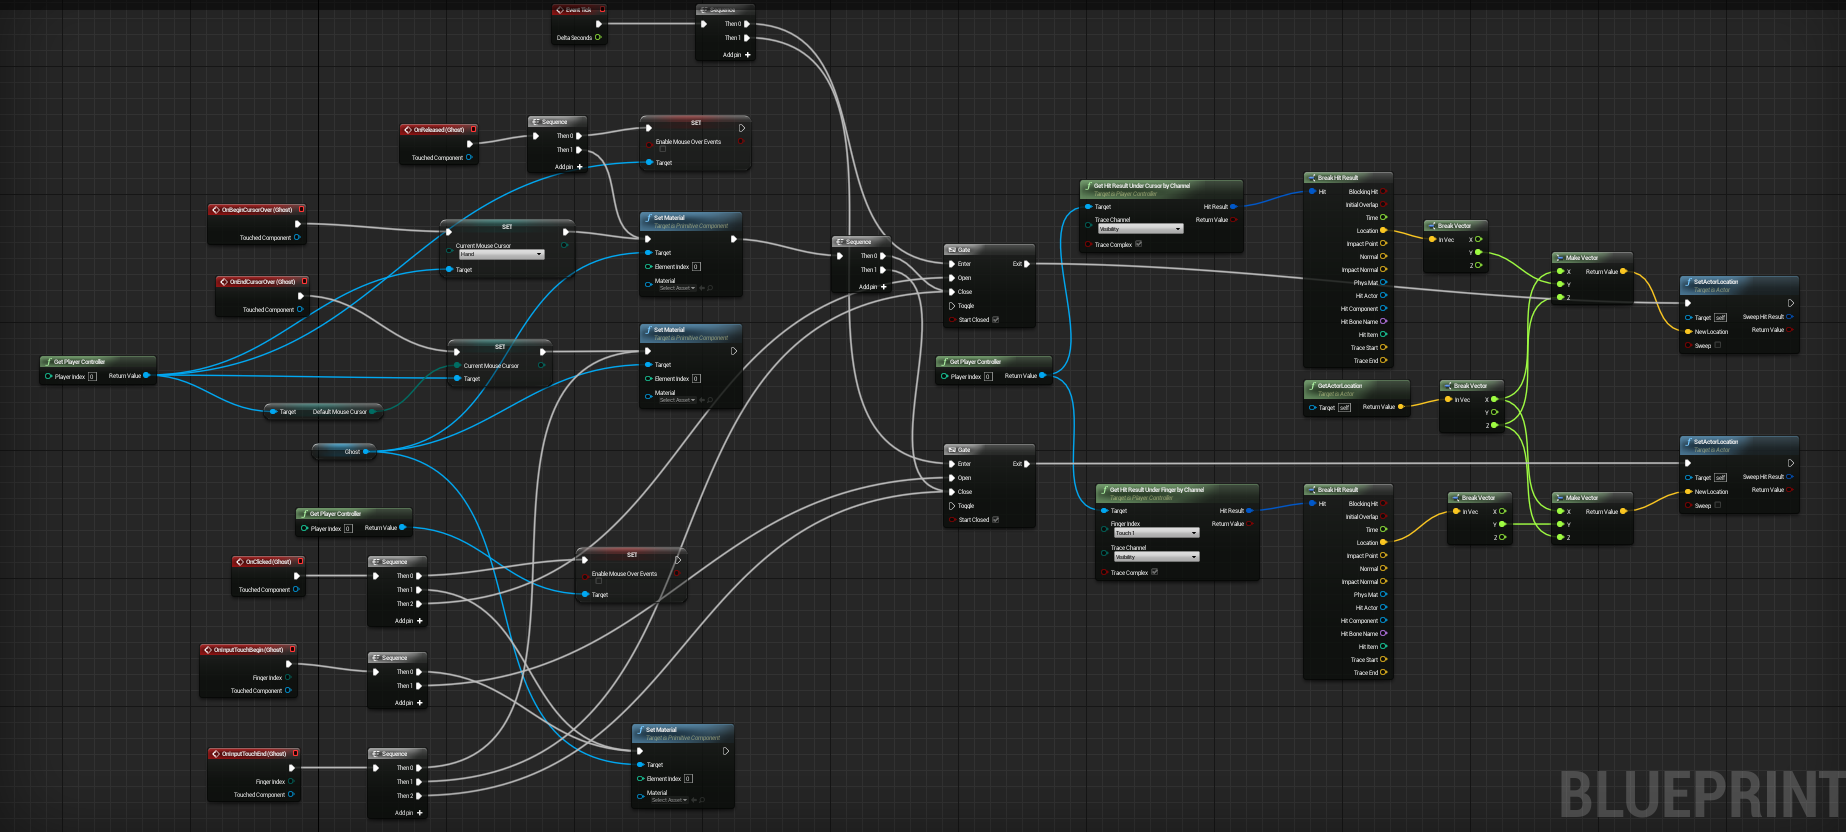 Event Tick
Delta Seconds
Sequence
Then 0
Then 1
Add pin
OnReleased (Ghost)
Touched Component
Sequence
Then 0
Then 1
Add pin
SET
Enable Mouse Over Events
Target
OnBeginCursorOver (Ghost)
Touched Component
SET
Current Mouse Cursor
Hand
Target
Set Material
Target is Primitive Component
Target
Element Index 0
Material
Select Asset
OnEndCursorOver (Ghost)
Touched Component
SET
Current Mouse Cursor
Target
Set Material
Target is Primitive Component
Target
Element Index 0
Material
Select Asset
Get Player Controller
Player Index 0 Return Value
Target Default Mouse Cursor
Ghost
Get Player Controller
Player Index 0 Return Value
OnClicked (Ghost)
Touched Component
Sequence
Then 0
Then 1
Then 2
Add pin
SET
Enable Mouse Over Events
Target
OnInputTouchBegin (Ghost)
Finger Index
Touched Component
Sequence
Then 0
Then 1
Add pin
OnInputTouchEnd (Ghost)
Finger Index
Touched Component
Sequence
Then 0
Then 1
Then 2
Add pin
Set Material
Target is Primitive Component
Target
Element Index 0
Material
Select Asset
Sequence
Then 0
Then 1
Add pin
Gate
Enter Exit
Open
Close
Toggle
Start Closed
Get Player Controller
Player Index 0 Return Value
Gate
Enter Exit
Open
Close
Toggle
Start Closed
Get Hit Result Under Cursor by Channel
Target is Player Controller
Target Hit Result
Trace Channel Return Value
Visibility
Trace Complex
Break Hit Result
Hit Blocking Hit
Initial Overlap
Time
Location
Impact Point
Normal
Impact Normal
Phys Mat
Hit Actor
Hit Component
Hit Bone Name
Hit Item
Trace Start
Trace End
Break Vector
In Vec X
Y
Z
Make Vector
X Return Value
Y
Z
SetActorLocation
Target is Actor
Target self Sweep Hit Result
New Location Return Value
Sweep
GetActorLocation
Target is Actor
Target self Return Value
Break Vector
In Vec X
Y
Z
Get Hit Result Under Finger by Channel
Target is Player Controller
Target Hit Result
Finger Index Return Value
Touch 1
Trace Channel
Visibility
Trace Complex
Break Hit Result
Hit Blocking Hit
Initial Overlap
Time
Location
Impact Point
Normal
Impact Normal
Phys Mat
Hit Actor
Hit Component
Hit Bone Name
Hit Item
Trace Start
Trace End
Break Vector
In Vec X
Y
Z
Make Vector
X Return Value
Y
Z
SetActorLocation
Target is Actor
Target self Sweep Hit Result
New Location Return Value
Sweep
BLUEPRINT